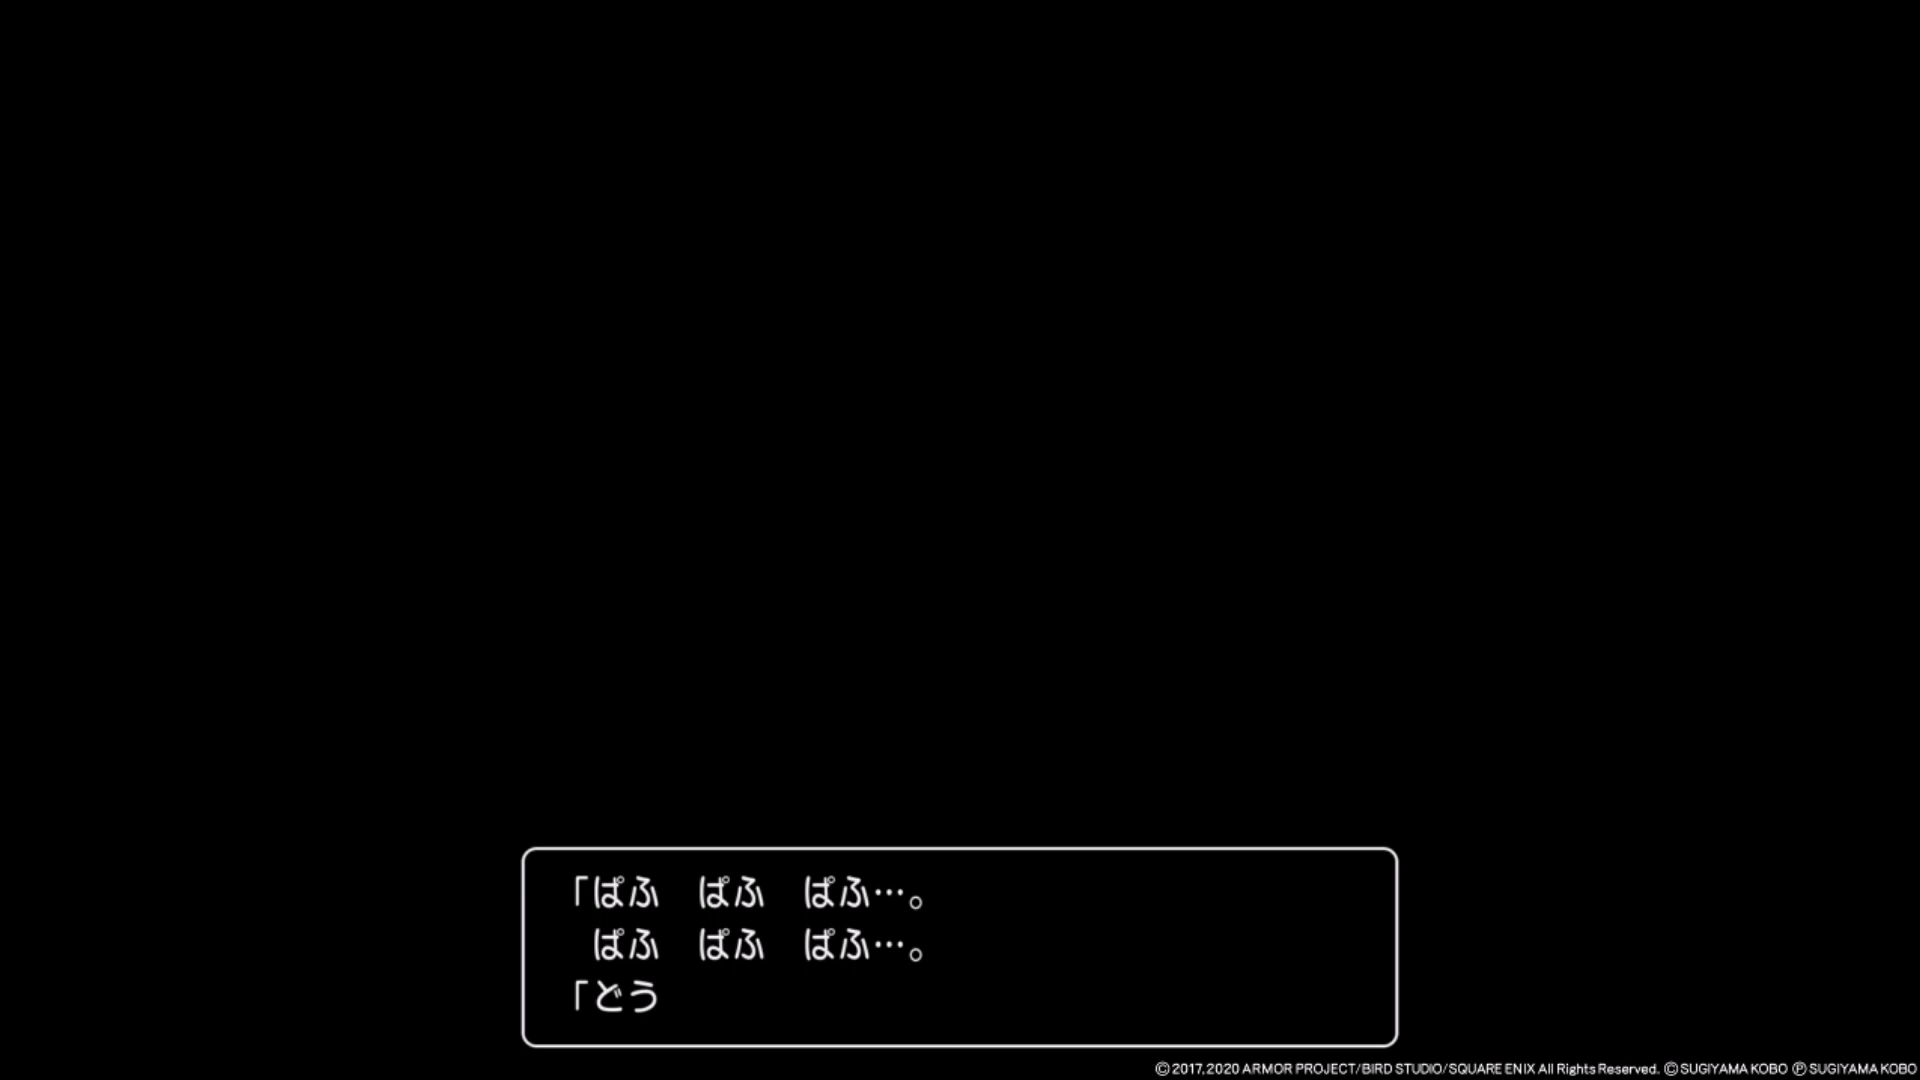 「ぱふ　ぱふ　ぱふ…。
ぱふ　ぱふ　ぱふ…。
「どう
©2017,2020 ARMOR PROJECT/BIRD STUDIO/SQUARE ENIX All Rights Reserved. ©SUGIYAMA KOBO ℗SUGIYAMA KOBO